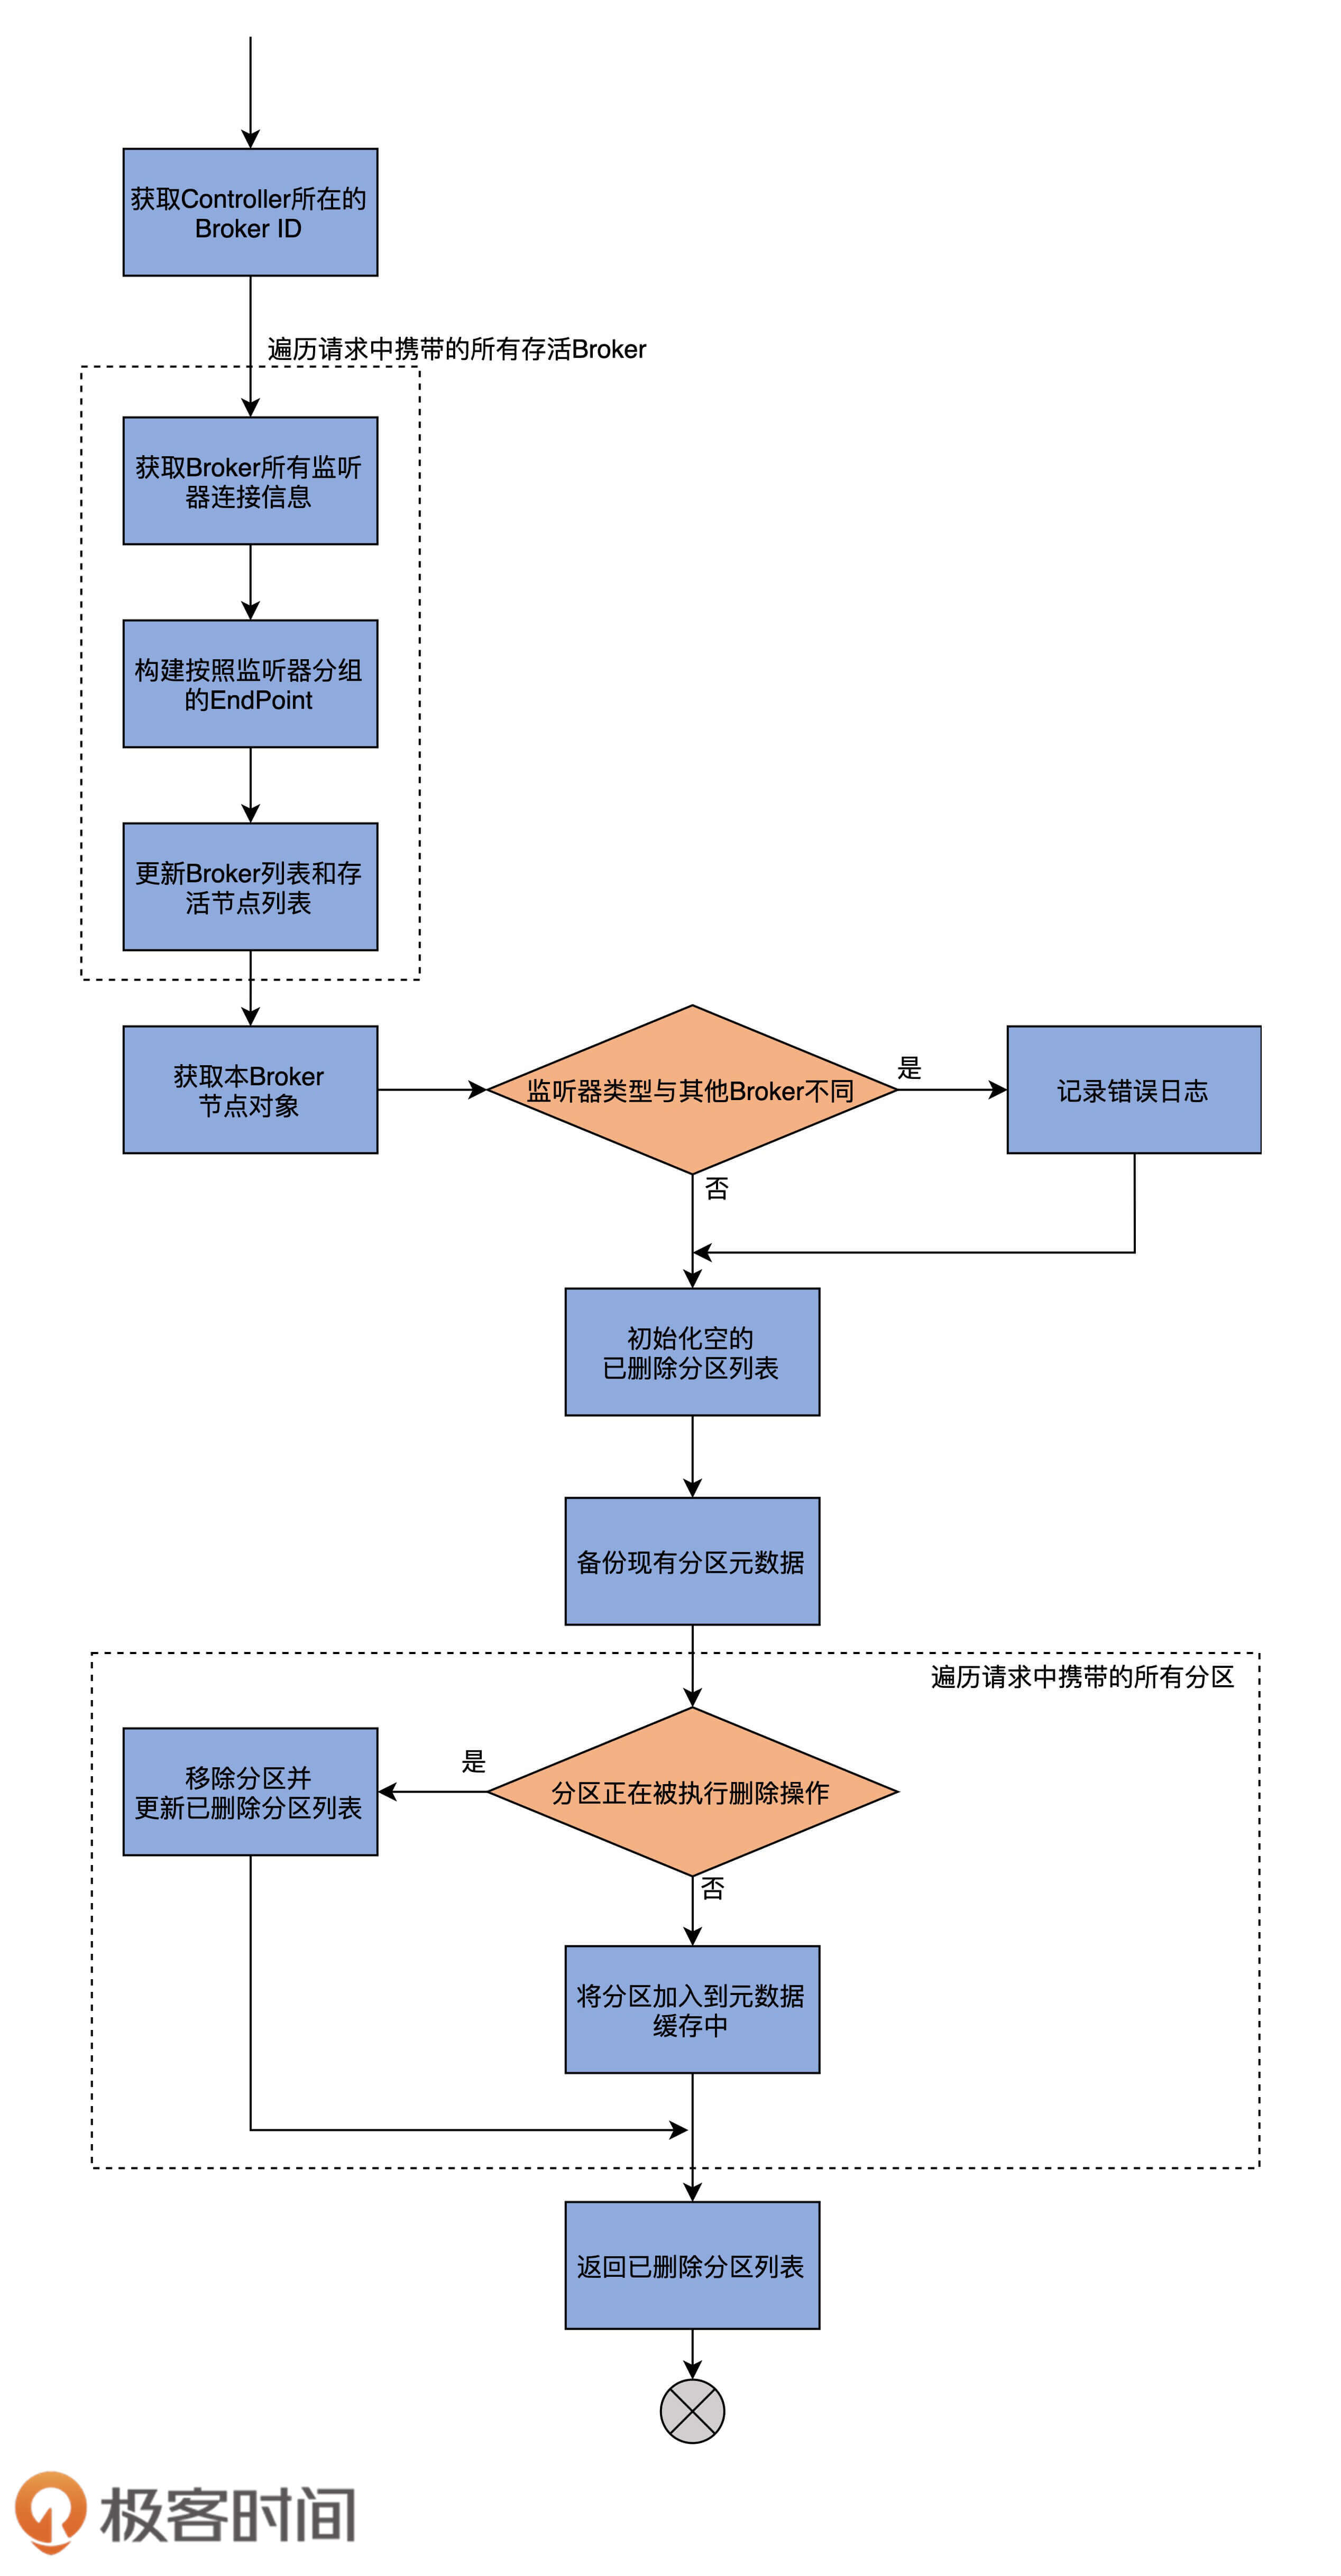 获取Controller所在的
Broker ID
遍历请求中携带的所有存活Broker
获取Broker所有监听
器连接信息
构建按照监听器分组
的EndPoint
更新Broker列表和存
活节点列表
获取本Broker
节点对象
监听器类型与其他Broker不同
是
记录错误日志
否
初始化空的
已删除分区列表
备份现有分区元数据
遍历请求中携带的所有分区
分区正在被执行删除操作
是
移除分区并
更新已删除分区列表
否
将分区加入到元数据
缓存中
返回已删除分区列表
极客时间